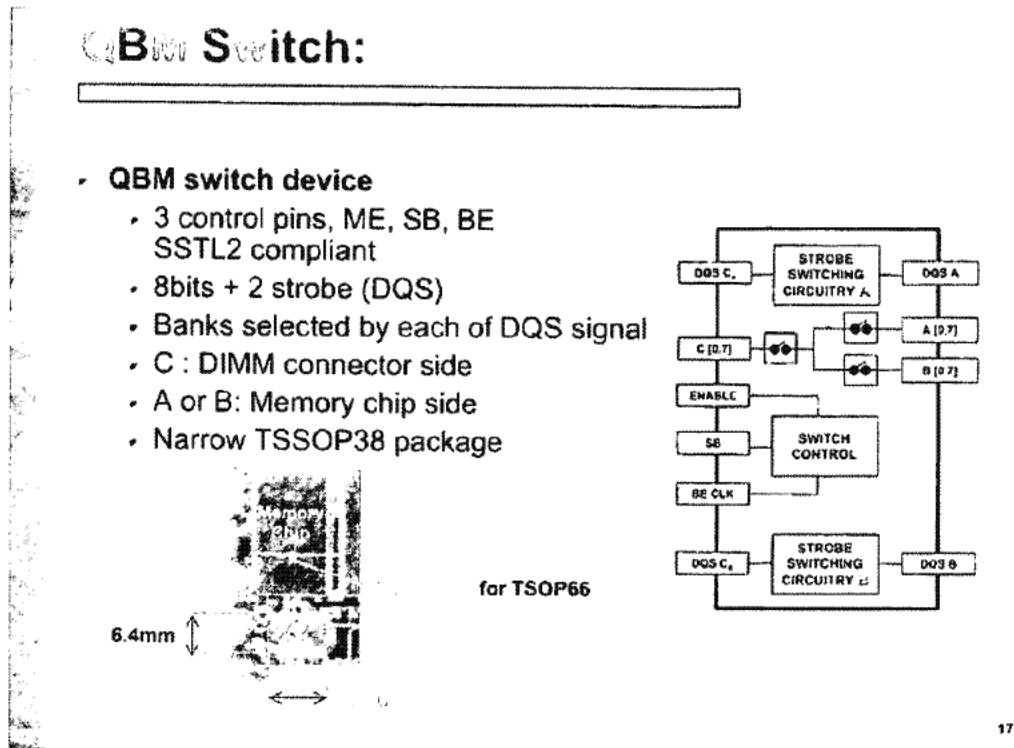 QBM Switch:
QBM switch device
3 control pins, ME, SB, BE
SSTL2 compliant
8bits + 2 strobe (DQS)
Banks selected by each of DQS signal
C : DIMM connector side
A or B: Memory chip side
Narrow TSSOP38 package
Memory
Chip
6.4mm
for TSOP66
STROBE
SWITCHING
CIRCUITRY A
DQS C
DQS A
A [0,7]
C [0,7]
B [0,7]
ENABLE
SB
SWITCH
CONTROL
BE CLK
STROBE
SWITCHING
CIRCUITRY B
DQS C
DQS B
17